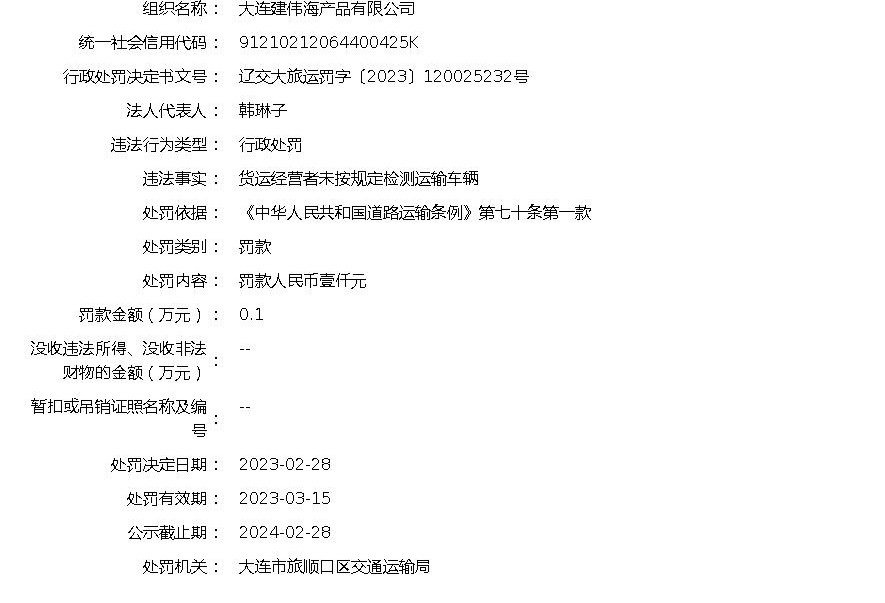 组织名称： 大连建伟海产品有限公司
统一社会信用代码： 91210212064400425K
行政处罚决定书文号： 辽交大旅运罚字〔2023〕120025232号
法人代表人： 韩琳子
违法行为类型： 行政处罚
违法事实： 货运经营者未按规定检测运输车辆
处罚依据： 《中华人民共和国道路运输条例》第七十条第一款
处罚类别： 罚款
处罚内容： 罚款人民币壹仟元
罚款金额（万元）： 0.1
没收违法所得、没收非法
财物的金额（万元）： --
暂扣或吊销证照名称及编
号： --
处罚决定日期： 2023-02-28
处罚有效期： 2023-03-15
公示截止期： 2024-02-28
处罚机关： 大连市旅顺口区交通运输局